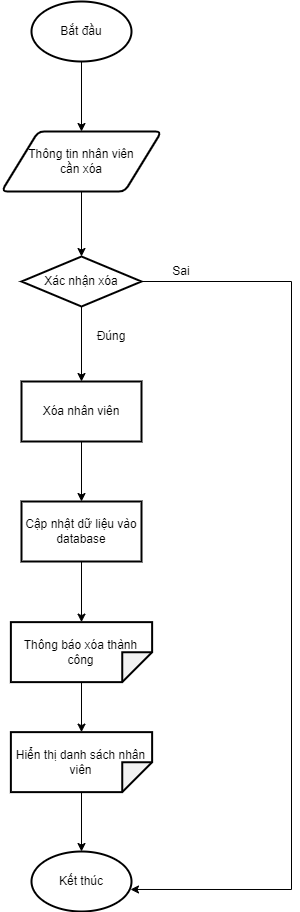 Bắt đầu
Thông tin nhân viên
cần xóa
Xác nhận xóa
Sai
Đúng
Xóa nhân viên
Cập nhật dữ liệu vào
database
Thông báo xóa thành
công
Hiển thị danh sách nhân
viên
Kết thúc